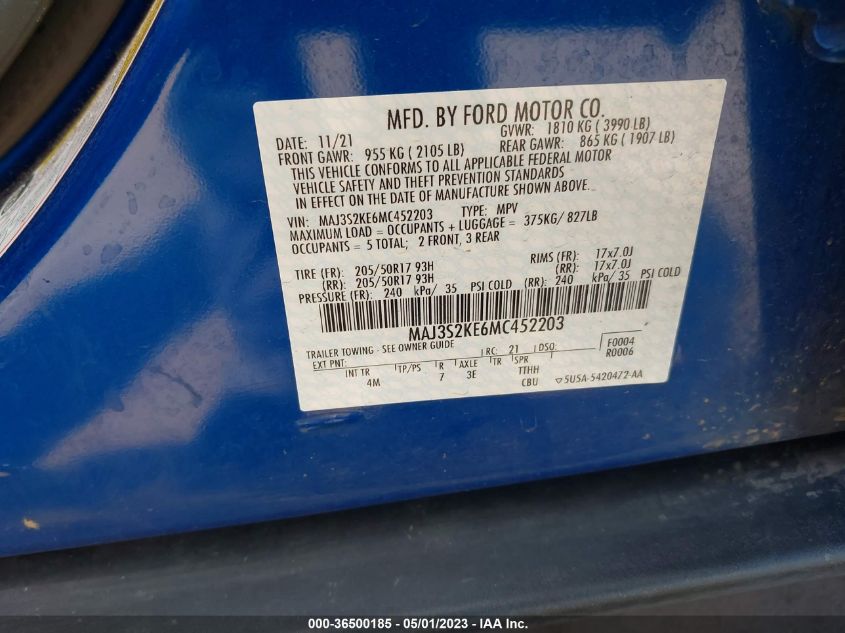 MFD. BY FORD MOTOR CO.
DATE: 11/21 GVWR: 1810 KG ( 3990 LB)
FRONT GAWR: 955 KG ( 2105 LB) REAR GAWR: 865 KG ( 1907 LB)
THIS VEHICLE CONFORMS TO ALL APPLICABLE FEDERAL MOTOR
VEHICLE SAFETY AND THEFT PREVENTION STANDARDS
IN EFFECT ON THE DATE OF MANUFACTURE SHOWN ABOVE.
VIN: MAJ3S2KE6MC452203 TYPE: MPV
MAXIMUM LOAD = OCCUPANTS + LUGGAGE = 375KG/ 827LB
OCCUPANTS = 5 TOTAL; 2 FRONT, 3 REAR
TIRE (FR): 205/50R17 93H RIMS (FR): 17x7.0J
(RR): 205/50R17 93H (RR): 17x7.0J
PRESSURE (FR): 240 kPa/ 35 PSI COLD (RR): 240 kPa/ 35 PSI COLD
MAJ3S2KE6MC452203
TRAILER TOWING - SEE OWNER GUIDE
EXT PNT: RC: 21 DSO: F0004
INT TR TP/PS R AXLE TR SPR R0006
4M 7 3E TTHH
CBU 5U5A-5420472-AA
000-36500185 - 05/01/2023 - IAA Inc.